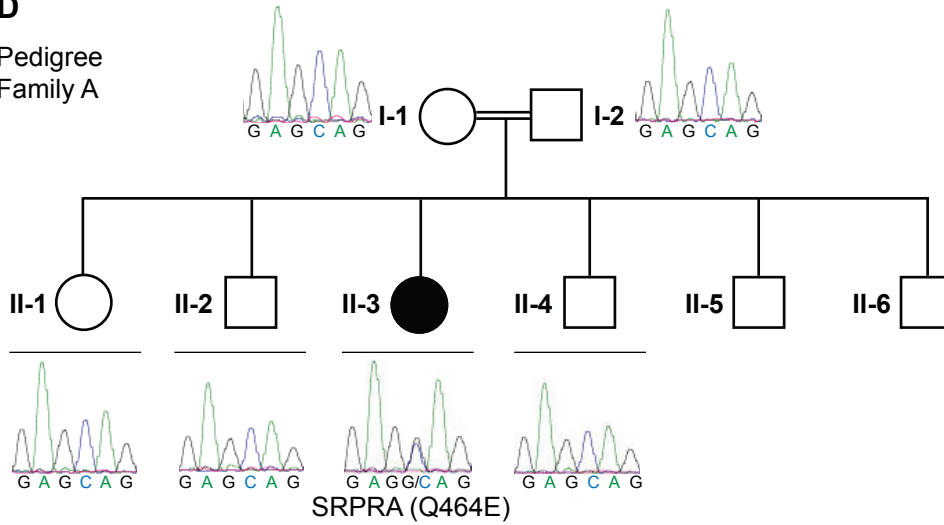 D
Pedigree
Family A
I-1
I-2
G A G C A G
G A G C A G
II-1
II-2
II-3
II-4
II-5
II-6
G A G C A G
G A G C A G
G A G G/C A G
G A G C A G
SRPRA (Q464E)